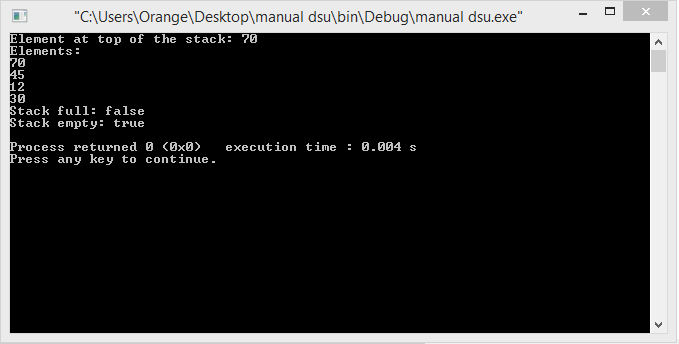 "C:\Users\Orange\Desktop\manual dsu\bin\Debug\manual dsu.exe"
Element at top of the stack: 70
Elements:
70
45
12
30
Stack full: false
Stack empty: true
Process returned 0 (0x0)   execution time : 0.004 s
Press any key to continue.